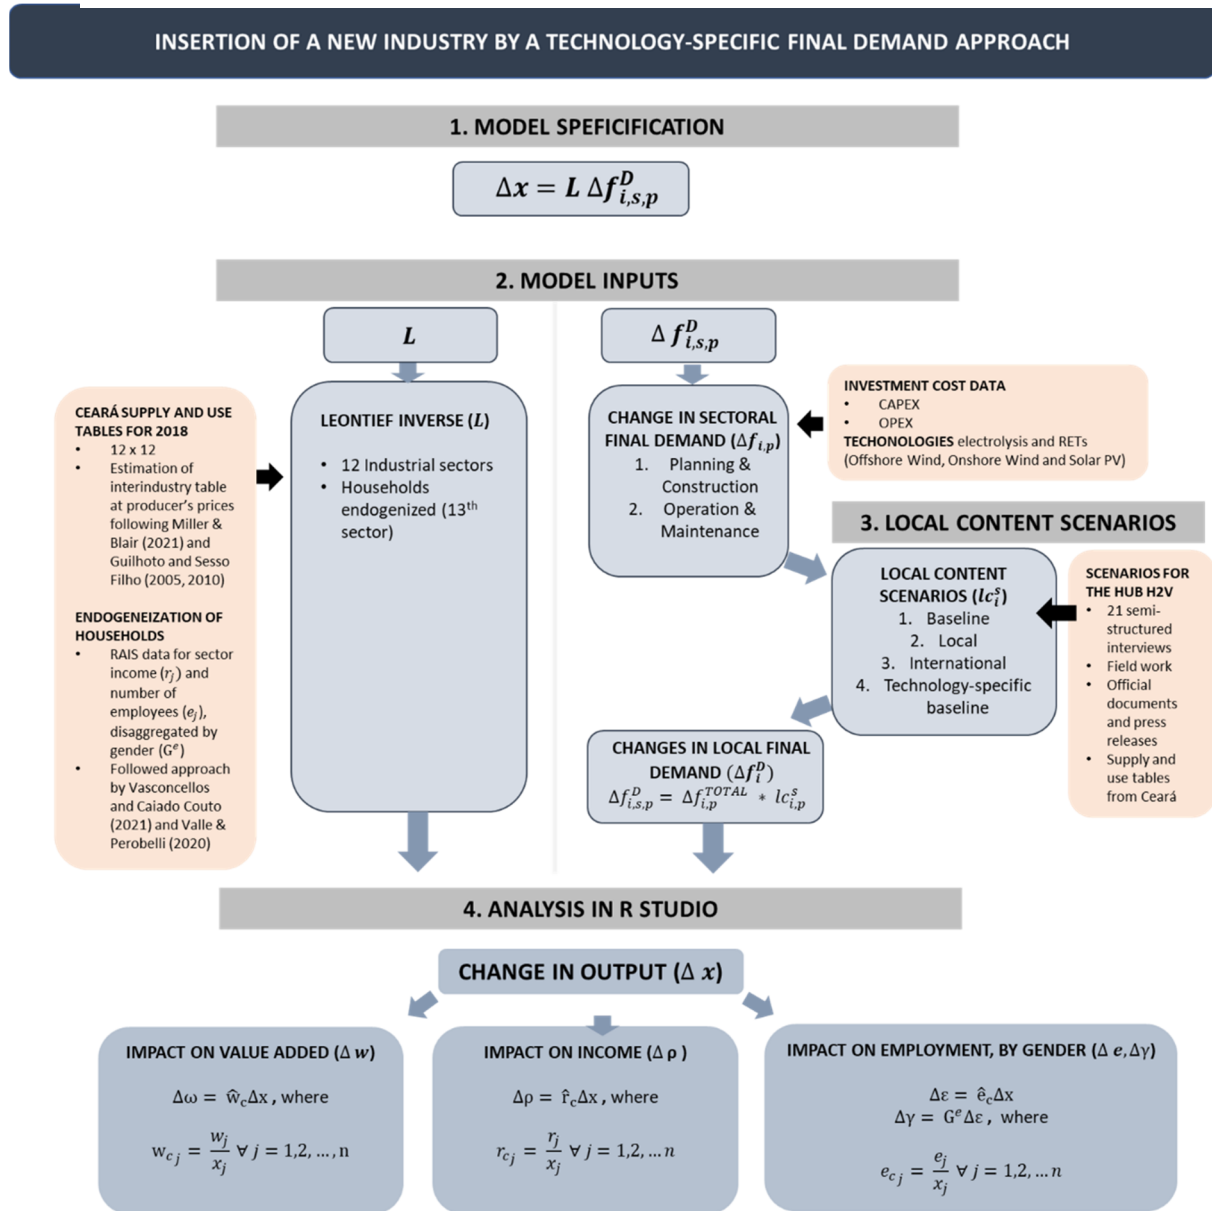 INSERTION OF A NEW INDUSTRY BY A TECHNOLOGY-SPECIFIC FINAL DEMAND APPROACH
1. MODEL SPEFICIFICATION
Δx = L Δf^D_{i,s,p}
2. MODEL INPUTS
L
CEARÁ SUPPLY AND USE
TABLES FOR 2018
• 12 x 12
• Estimation of
interindustry table
at producer's prices
following Miller &
Blair (2021) and
Guilhoto and Sesso
Filho (2005, 2010)
ENDOGENEIZATION OF
HOUSEHOLDS
• RAIS data for sector
income (r_j) and
number of
employees (e_j),
disaggregated by
gender (G^e)
• Followed approach
by Vasconcellos
and Caiado Couto
(2021) and Valle &
Perobelli (2020)
LEONTIEF INVERSE (L)
• 12 Industrial sectors
• Households
endogenized (13^th
sector)
Δ f^D_{i,s,p}
CHANGE IN SECTORAL
FINAL DEMAND (Δf_{i,p})
1. Planning &
Construction
2. Operation &
Maintenance
INVESTMENT COST DATA
• CAPEX
• OPEX
TECHONOLOGIES electrolysis and RETs
(Offshore Wind, Onshore Wind and Solar PV)
3. LOCAL CONTENT SCENARIOS
LOCAL CONTENT
SCENARIOS (lc^s_i)
1. Baseline
2. Local
3. International
4. Technology-specific
baseline
SCENARIOS FOR
THE HUB H2V
• 21 semi-
structured
interviews
• Field work
• Official
documents
and press
releases
• Supply and
use tables
from Ceará
CHANGES IN LOCAL FINAL
DEMAND (Δf^D_i)
Δf^D_{i,s,p} = Δf^{TOTAL}_{i,p} * lc^s_{i,p}
4. ANALYSIS IN R STUDIO
CHANGE IN OUTPUT (Δ x)
IMPACT ON VALUE ADDED (Δ w)
Δω = ŵ_cΔx , where
w_{c j} = w_j / x_j ∀ j = 1,2, ... , n
IMPACT ON INCOME (Δ ρ )
Δρ = r̂_cΔx , where
r_{c j} = r_j / x_j ∀ j = 1,2, ... n
IMPACT ON EMPLOYMENT, BY GENDER (Δ e, Δγ)
Δε = ê_cΔx
Δγ = G^eΔε , where
e_{c j} = e_j / x_j ∀ j = 1,2, ... n